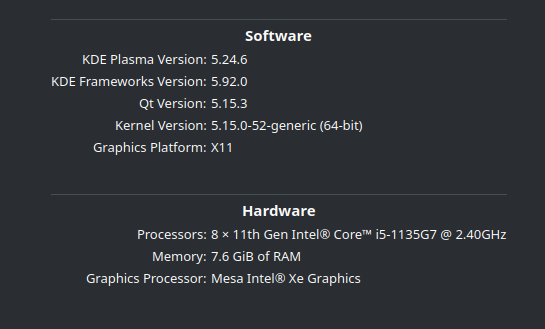 Software
KDE Plasma Version: 5.24.6
KDE Frameworks Version: 5.92.0
Qt Version: 5.15.3
Kernel Version: 5.15.0-52-generic (64-bit)
Graphics Platform: X11
Hardware
Processors: 8 × 11th Gen Intel® Core™ i5-1135G7 @ 2.40GHz
Memory: 7.6 GiB of RAM
Graphics Processor: Mesa Intel® Xe Graphics